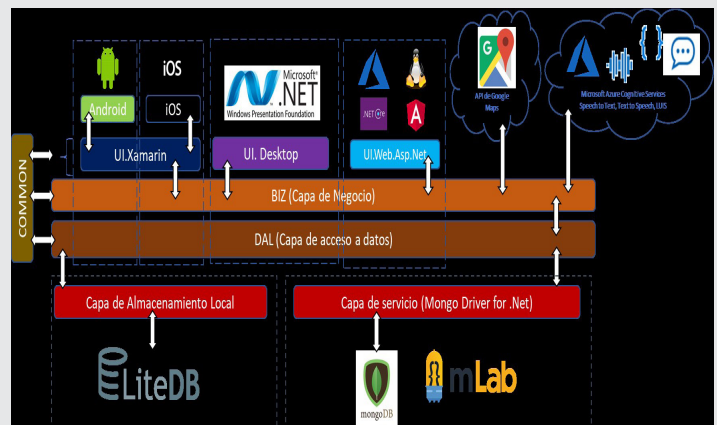 iOS
Android
iOS
Microsoft®
.NET
Windows Presentation Foundation
.NET Core
G
API de Google
Maps
Microsoft Azure Cognitive Services
Speech to Text, Text to Speech, LUIS
COMMON
UI.Xamarin
UI. Desktop
UI.Web.Asp.Net
BIZ (Capa de Negocio)
DAL (Capa de acceso a datos)
Capa de Almacenamiento Local
Capa de servicio (Mongo Driver for .Net)
LiteDB
mongoDB
mLab